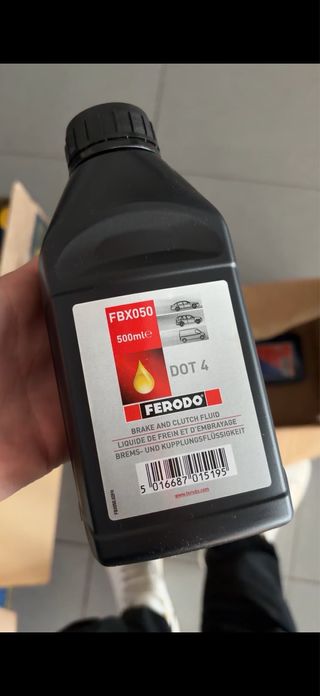 FBX050
500ml℮
DOT 4
FERODO
BRAKE AND CLUTCH FLUID
LIQUIDE DE FREIN ET D'EMBRAYAGE
BREMS- UND KUPPLUNGSFLÜSSIGKEIT
5 016687 015195
www.ferodo.com